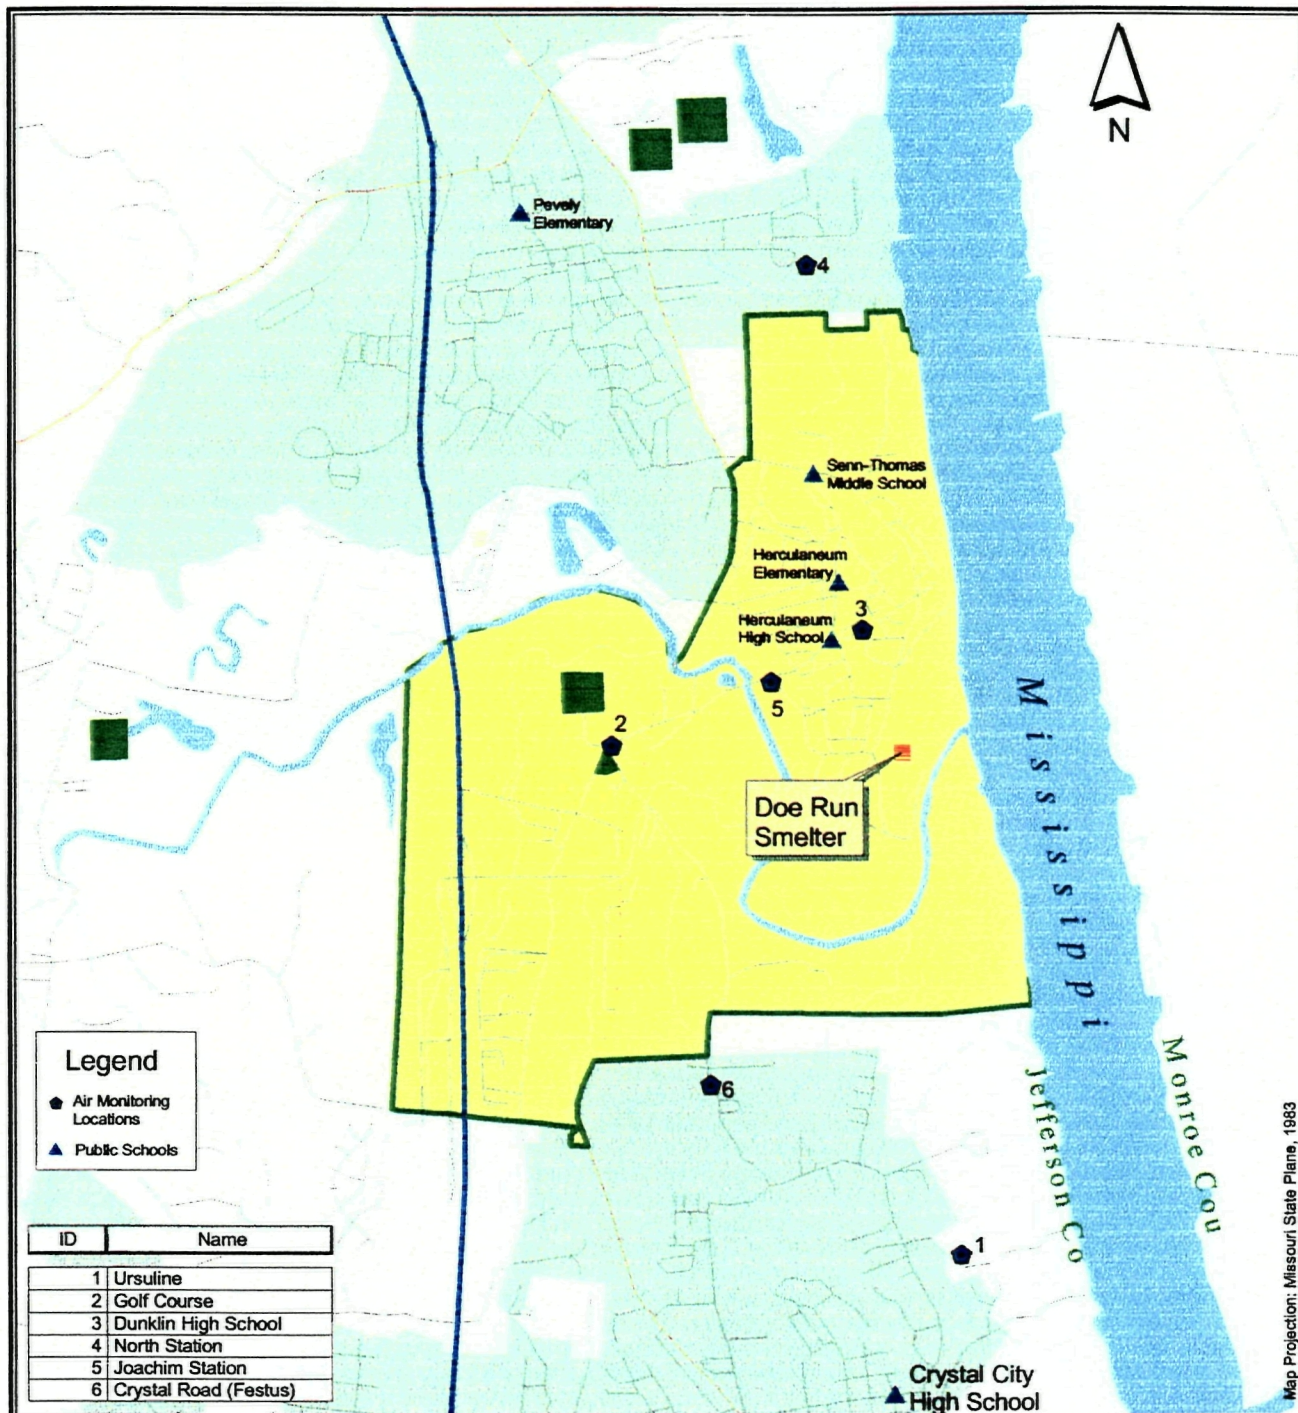 N
Pevely
Elementary
4
Senn-Thomas
Middle School
Herculaneum
Elementary
3
Herculaneum
High School
5
2
Doe Run
Smelter
Mississippi
Legend
Air Monitoring
Locations
Public Schools
6
Jefferson Co
Monroe Cou
1
ID Name
1 Ursuline
2 Golf Course
3 Dunklin High School
4 North Station
5 Joachim Station
6 Crystal Road (Festus)
Crystal City
High School
Map Projection: Missouri State Plane, 1983